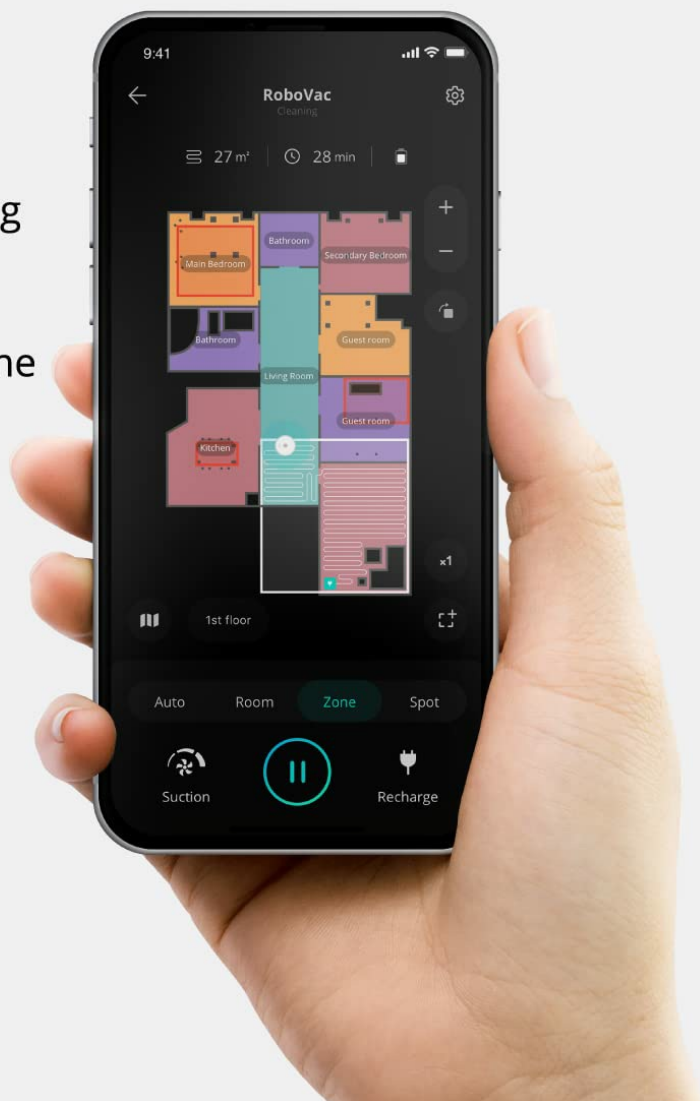 9:41
RoboVac
Cleaning
27 m²
28 min
g
ne
Bathroom
Main Bedroom
Secondary Bedroom
Bathroom
Guest room
Living Room
Guest room
Kitchen
×1
1st floor
Auto Room Zone Spot
Suction
Recharge